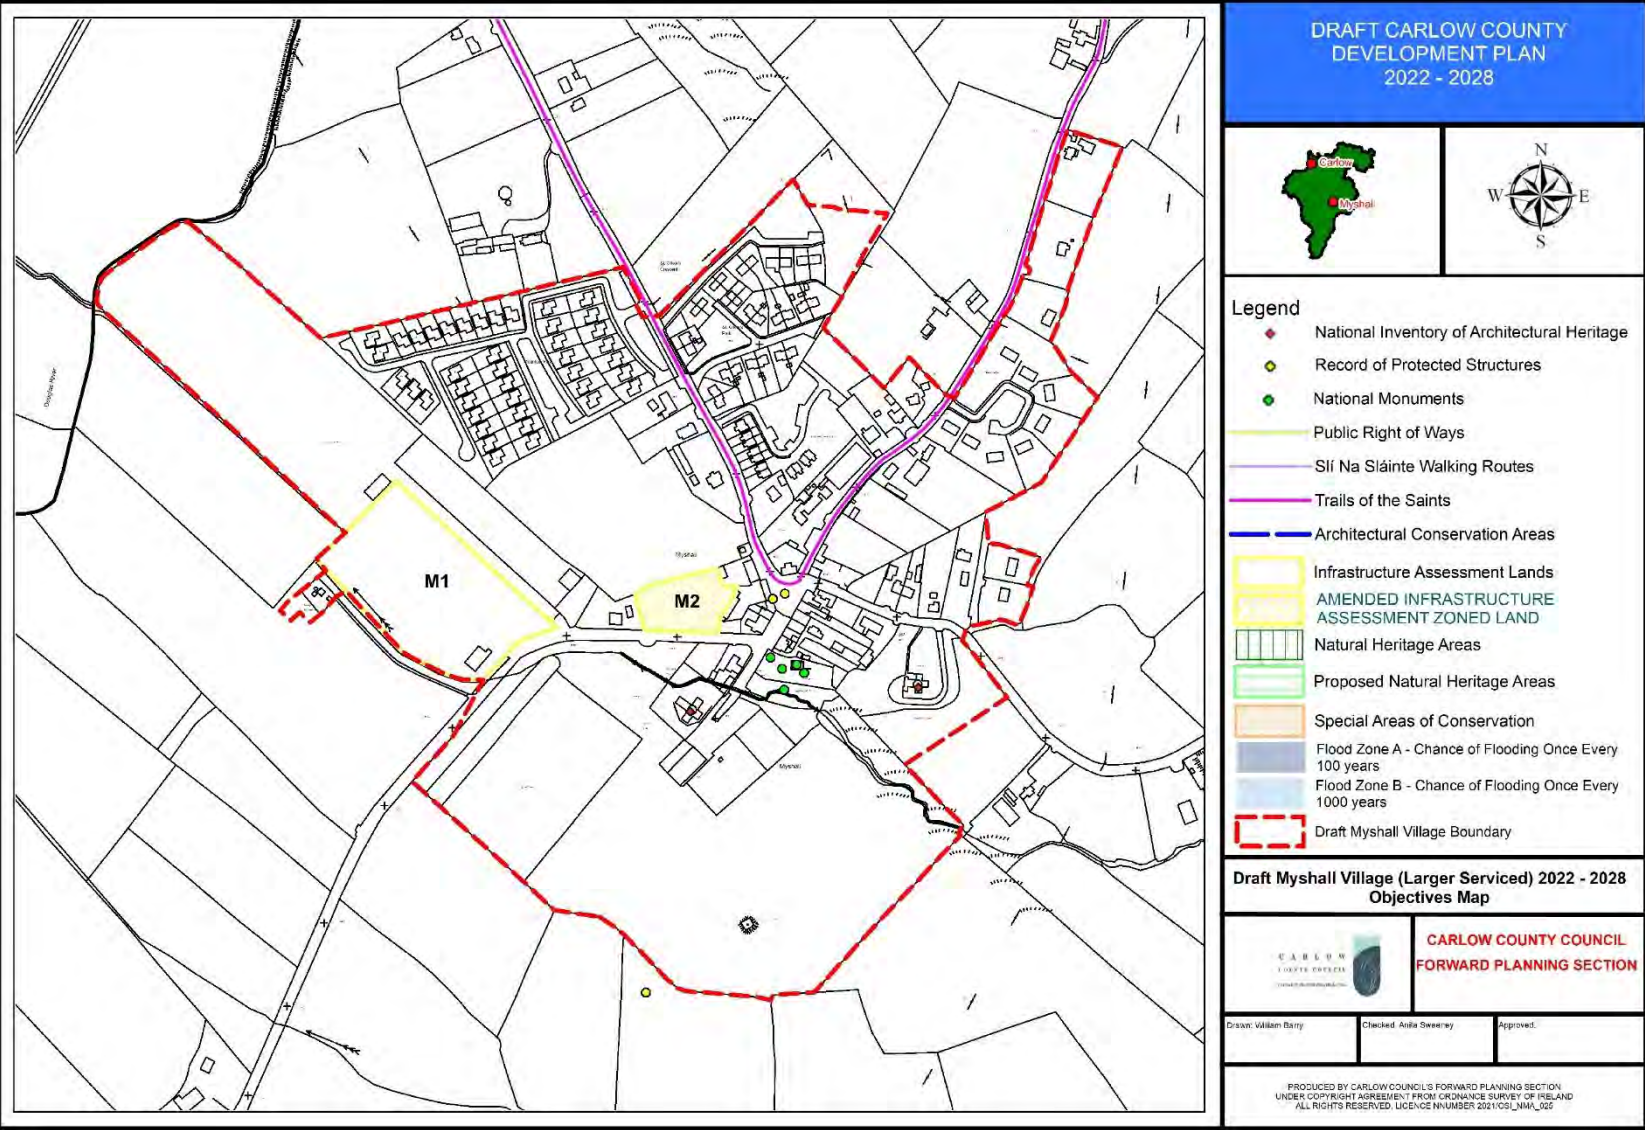 DRAFT CARLOW COUNTY
DEVELOPMENT PLAN
2022 - 2028
Carlow
Myshall
N
W
E
S
Legend
National Inventory of Architectural Heritage
Record of Protected Structures
National Monuments
Public Right of Ways
Slí Na Sláinte Walking Routes
Trails of the Saints
Architectural Conservation Areas
Infrastructure Assessment Lands
AMENDED INFRASTRUCTURE
ASSESSMENT ZONED LAND
Natural Heritage Areas
Proposed Natural Heritage Areas
Special Areas of Conservation
Flood Zone A - Chance of Flooding Once Every
100 years
Flood Zone B - Chance of Flooding Once Every
1000 years
Draft Myshall Village Boundary
Draft Myshall Village (Larger Serviced) 2022 - 2028
Objectives Map
CARLOW
COUNTY COUNCIL
CARLOW COUNTY COUNCIL
FORWARD PLANNING SECTION
Drawn: William Barry
Checked: Anita Sweeney
Approved:
PRODUCED BY CARLOW COUNCIL'S FORWARD PLANNING SECTION
UNDER COPYRIGHT AGREEMENT FROM ORDNANCE SURVEY OF IRELAND
ALL RIGHTS RESERVED. LICENCE NNUMBER 2021/OSI_NMA_025
M1
M2
Myshall
Myshall